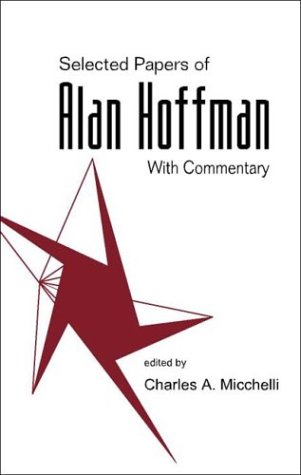 Selected Papers of
Alan Hoffman
With Commentary
edited by
Charles A. Micchelli